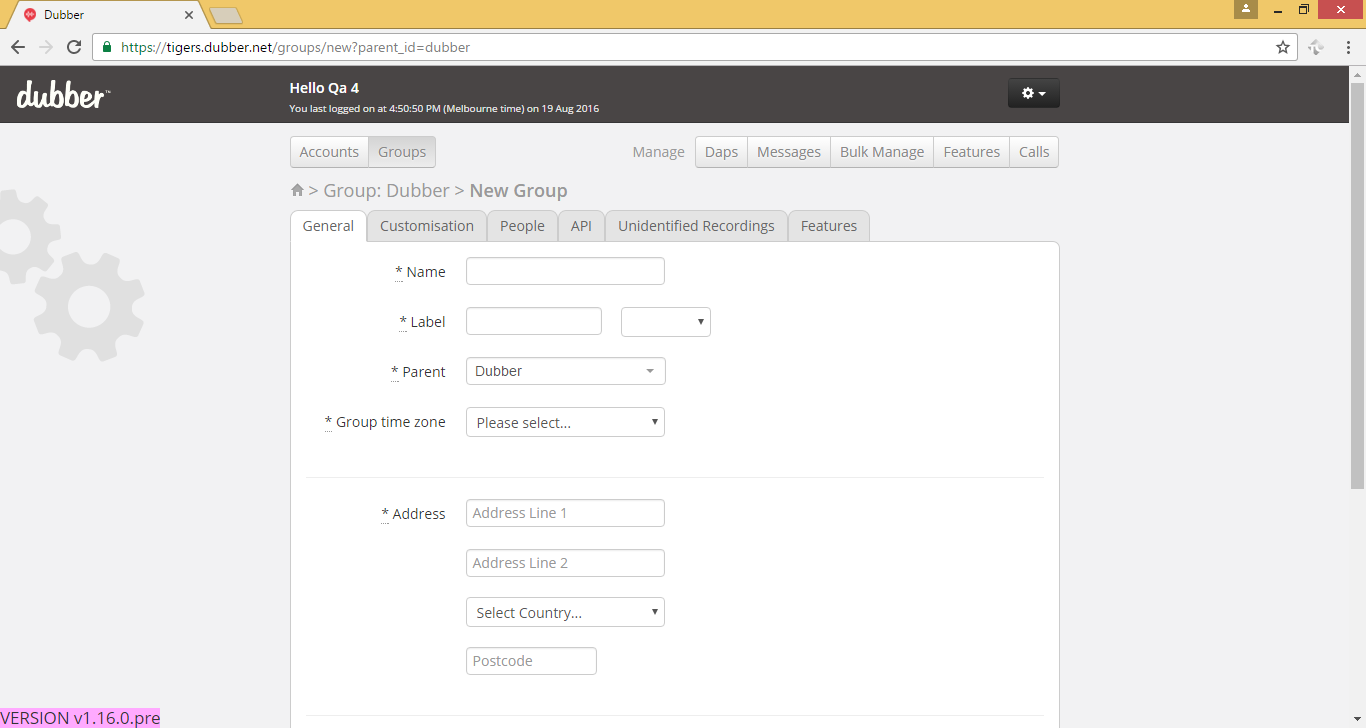 Dubber
https://tigers.dubber.net/groups/new?parent_id=dubber
dubber™
Hello Qa 4
You last logged on at 4:50:50 PM (Melbourne time) on 19 Aug 2016
Accounts Groups Manage Daps Messages Bulk Manage Features Calls
> Group: Dubber > New Group
General Customisation People API Unidentified Recordings Features
* Name
* Label
* Parent Dubber
* Group time zone Please select...
* Address Address Line 1
Address Line 2
Select Country...
Postcode
VERSION v1.16.0.pre